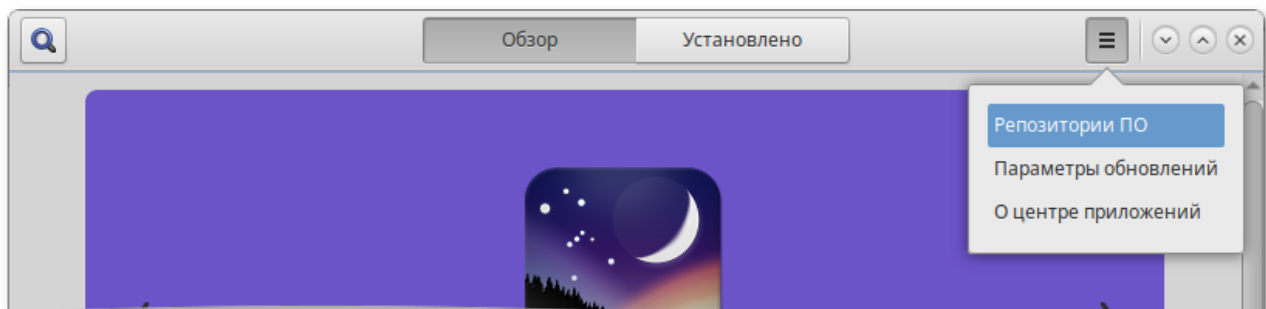 Обзор
Установлено
Репозитории ПО
Параметры обновлений
О центре приложений